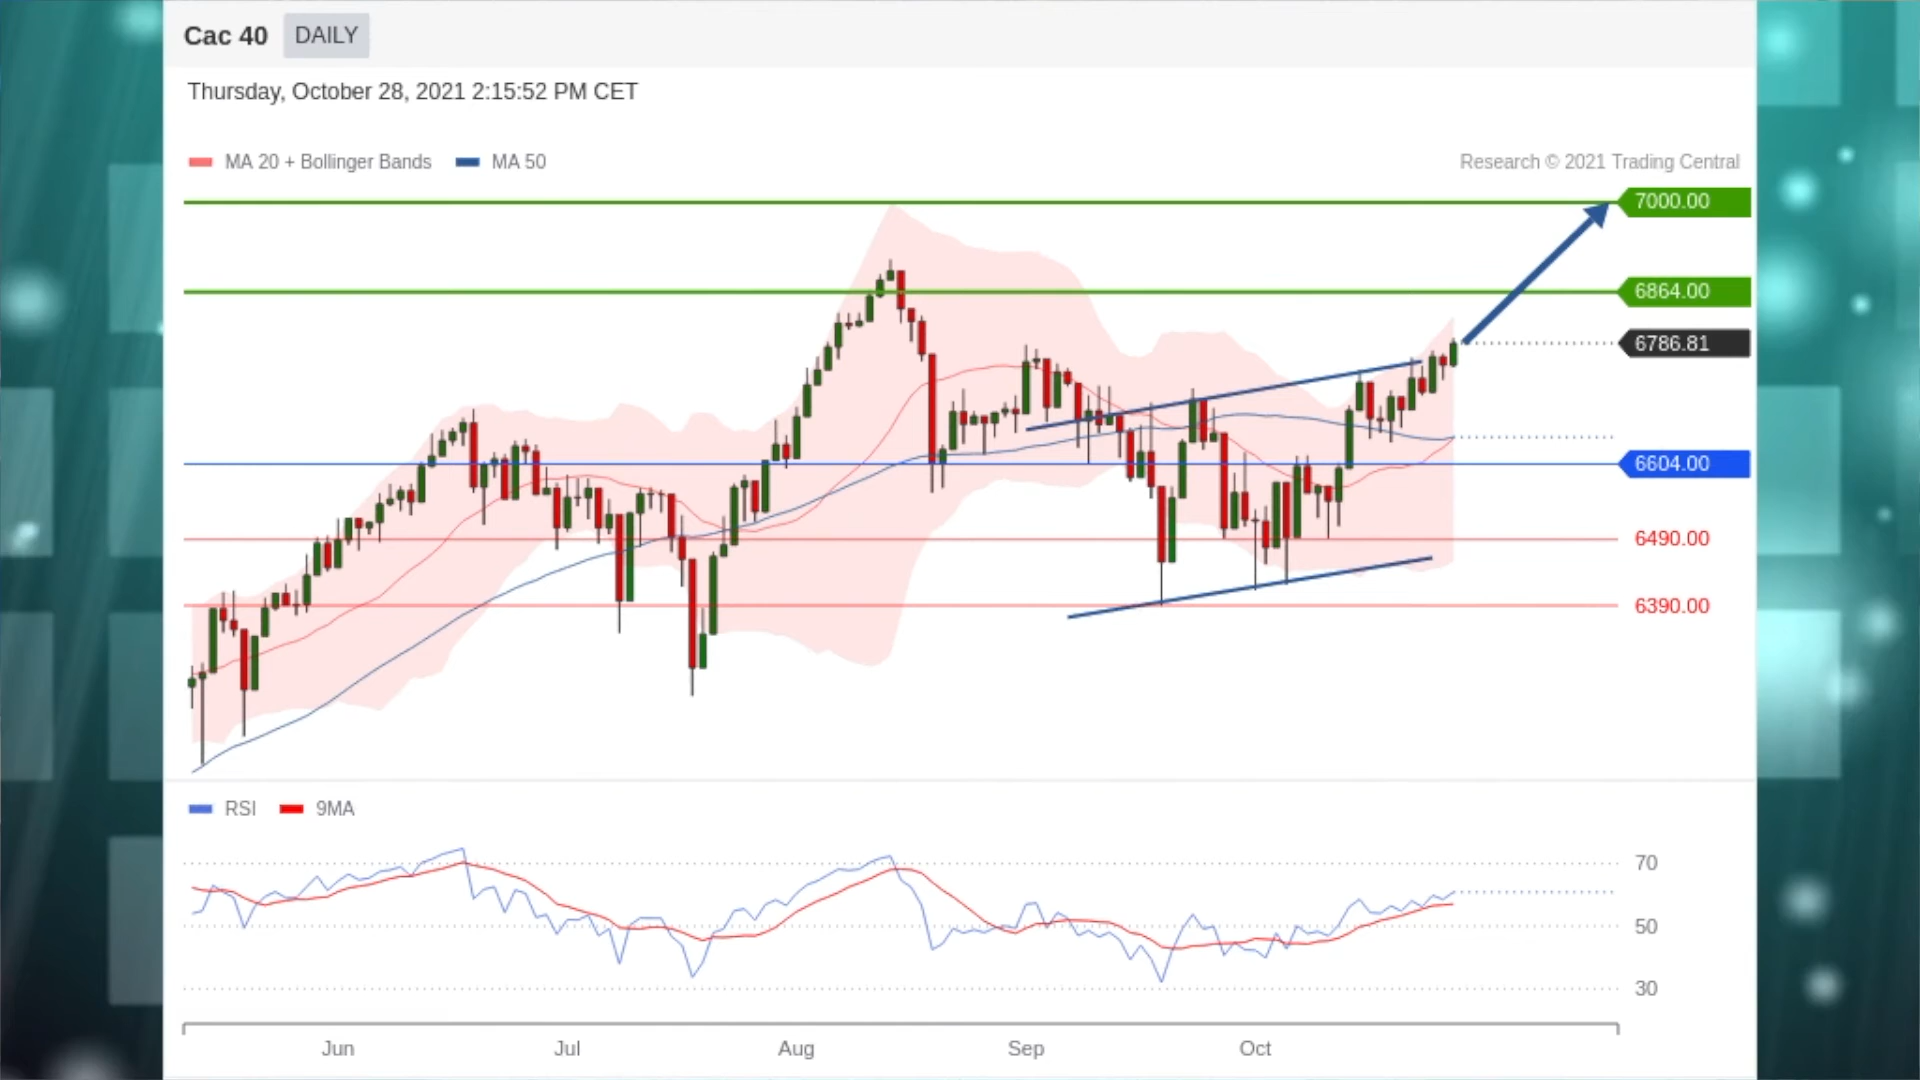 Cac 40 DAILY
Thursday, October 28, 2021 2:15:52 PM CET
MA 20 + Bollinger Bands MA 50 Research © 2021 Trading Central
7000.00
6864.00
6786.81
6604.00
6490.00
6390.00
RSI 9MA
70
50
30
Jun Jul Aug Sep Oct